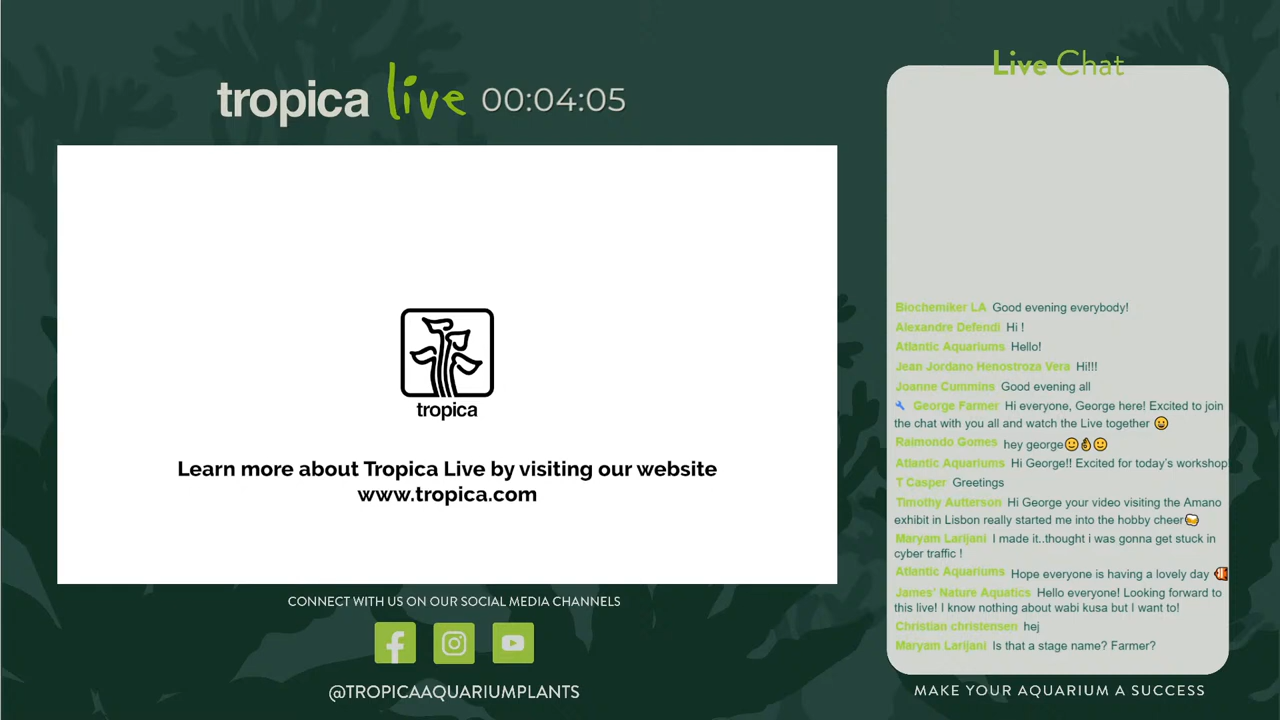 tropica live 00:04:05
tropica
Learn more about Tropica Live by visiting our website
www.tropica.com
CONNECT WITH US ON OUR SOCIAL MEDIA CHANNELS
@TROPICAAQUARIUMPLANTS
Live Chat
Biochemiker LA Good evening everybody!
Alexandre Defendi Hi !
Atlantic Aquariums Hello!
Jean Jordano Henostroza Vera Hi!!!
Joanne Cummins Good evening all
George Farmer Hi everyone, George here! Excited to join
the chat with you all and watch the Live together 😀
Raimondo Gomes hey george🙂👌🙂
Atlantic Aquariums Hi George!! Excited for today's workshop
T Casper Greetings
Timothy Autterson Hi George your video visiting the Amano
exhibit in Lisbon really started me into the hobby cheer🍻
Maryam Larijani I made it..thought i was gonna get stuck in
cyber traffic !
Atlantic Aquariums Hope everyone is having a lovely day 🐠
James' Nature Aquatics Hello everyone! Looking forward to
this live! I know nothing about wabi kusa but I want to!
Christian christensen hej
Maryam Larijani Is that a stage name? Farmer?
MAKE YOUR AQUARIUM A SUCCESS